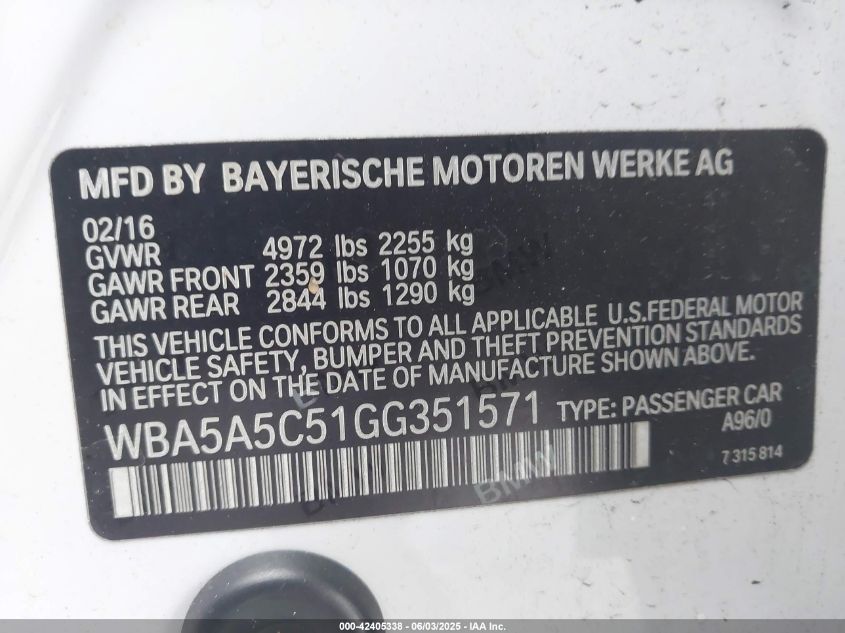 MFD BY BAYERISCHE MOTOREN WERKE AG
02/16
GVWR 4972 lbs 2255 kg
GAWR FRONT 2359 lbs 1070 kg
GAWR REAR 2844 lbs 1290 kg
THIS VEHICLE CONFORMS TO ALL APPLICABLE U.S.FEDERAL MOTOR
VEHICLE SAFETY, BUMPER AND THEFT PREVENTION STANDARDS
IN EFFECT ON THE DATE OF MANUFACTURE SHOWN ABOVE.
WBA5A5C51GG351571 TYPE: PASSENGER CAR
A96/0
7 315 814
BMW
BMW
BMW
000-42405338 - 06/03/2025 - IAA Inc.